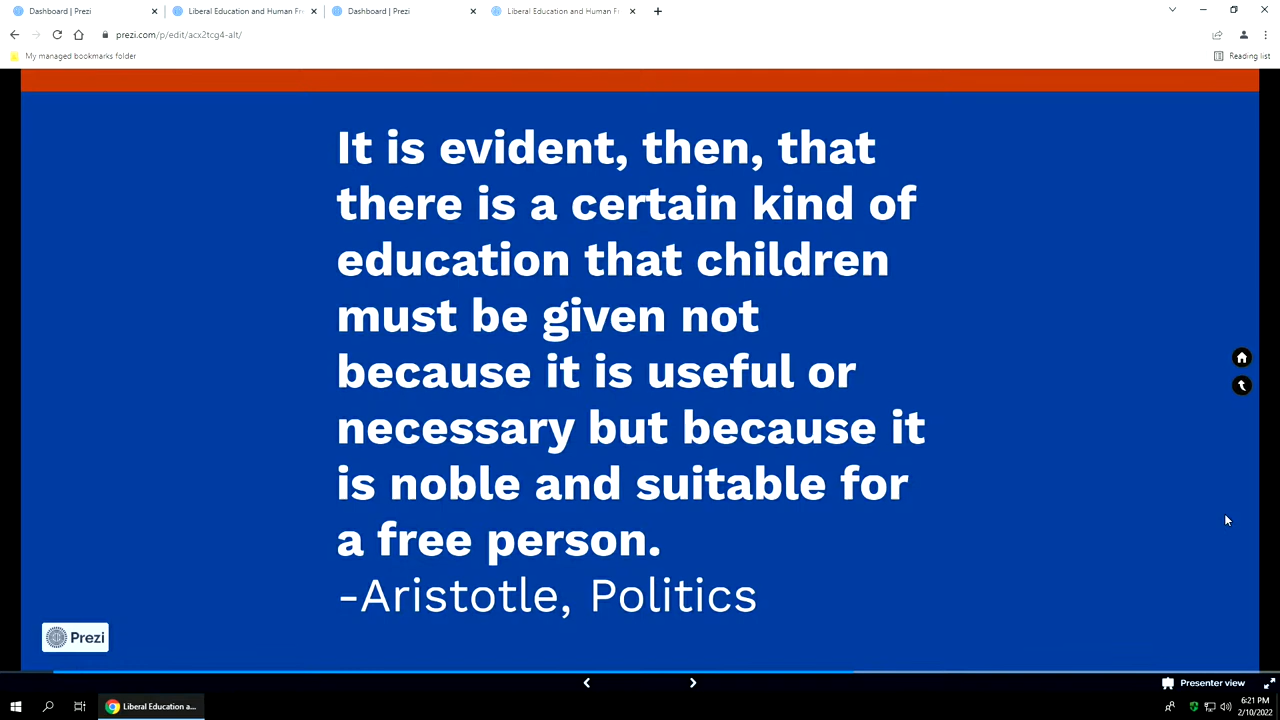 Dashboard | Prezi
Liberal Education and Human Fr
Dashboard | Prezi
Liberal Education and Human F
prezi.com/p/edit/acx2tcg4-alt/
My managed bookmarks folder
Reading list
It is evident, then, that
there is a certain kind of
education that children
must be given not
because it is useful or
necessary but because it
is noble and suitable for
a free person.
-Aristotle, Politics
Prezi
Presenter view
Liberal Education a...
6:21 PM
2/10/2022